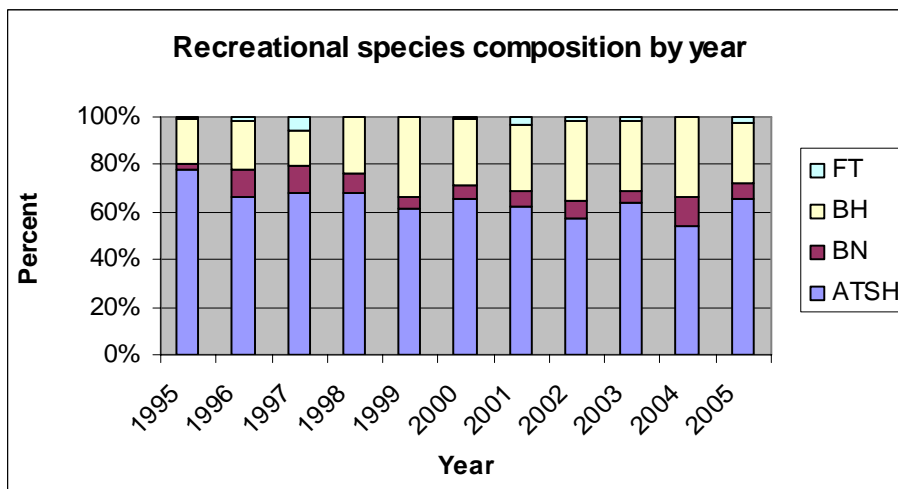 Recreational species composition by year
100%
80%
60%
40%
20%
0%
Percent
1995
1996
1997
1998
1999
2000
2001
2002
2003
2004
2005
Year
FT
BH
BN
ATSH